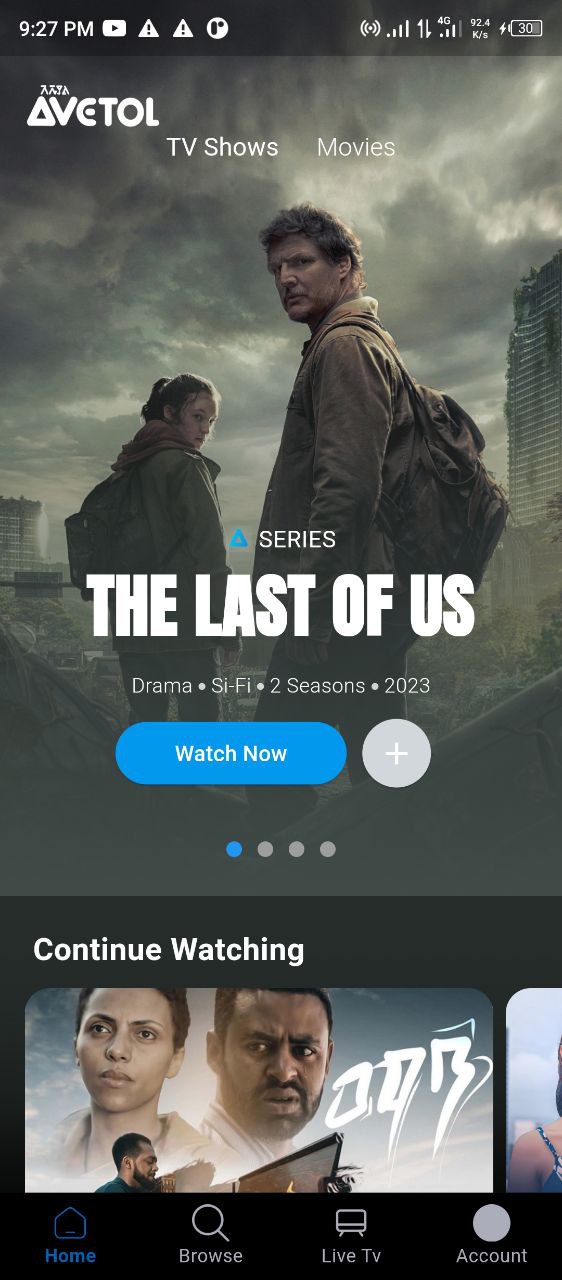 9:27 PM
4G
92.4
K/s
30
AVETOL
TV Shows
Movies
SERIES
THE LAST OF US
Drama • Si-Fi • 2 Seasons • 2023
Watch Now
Continue Watching
Home
Browse
Live Tv
Account